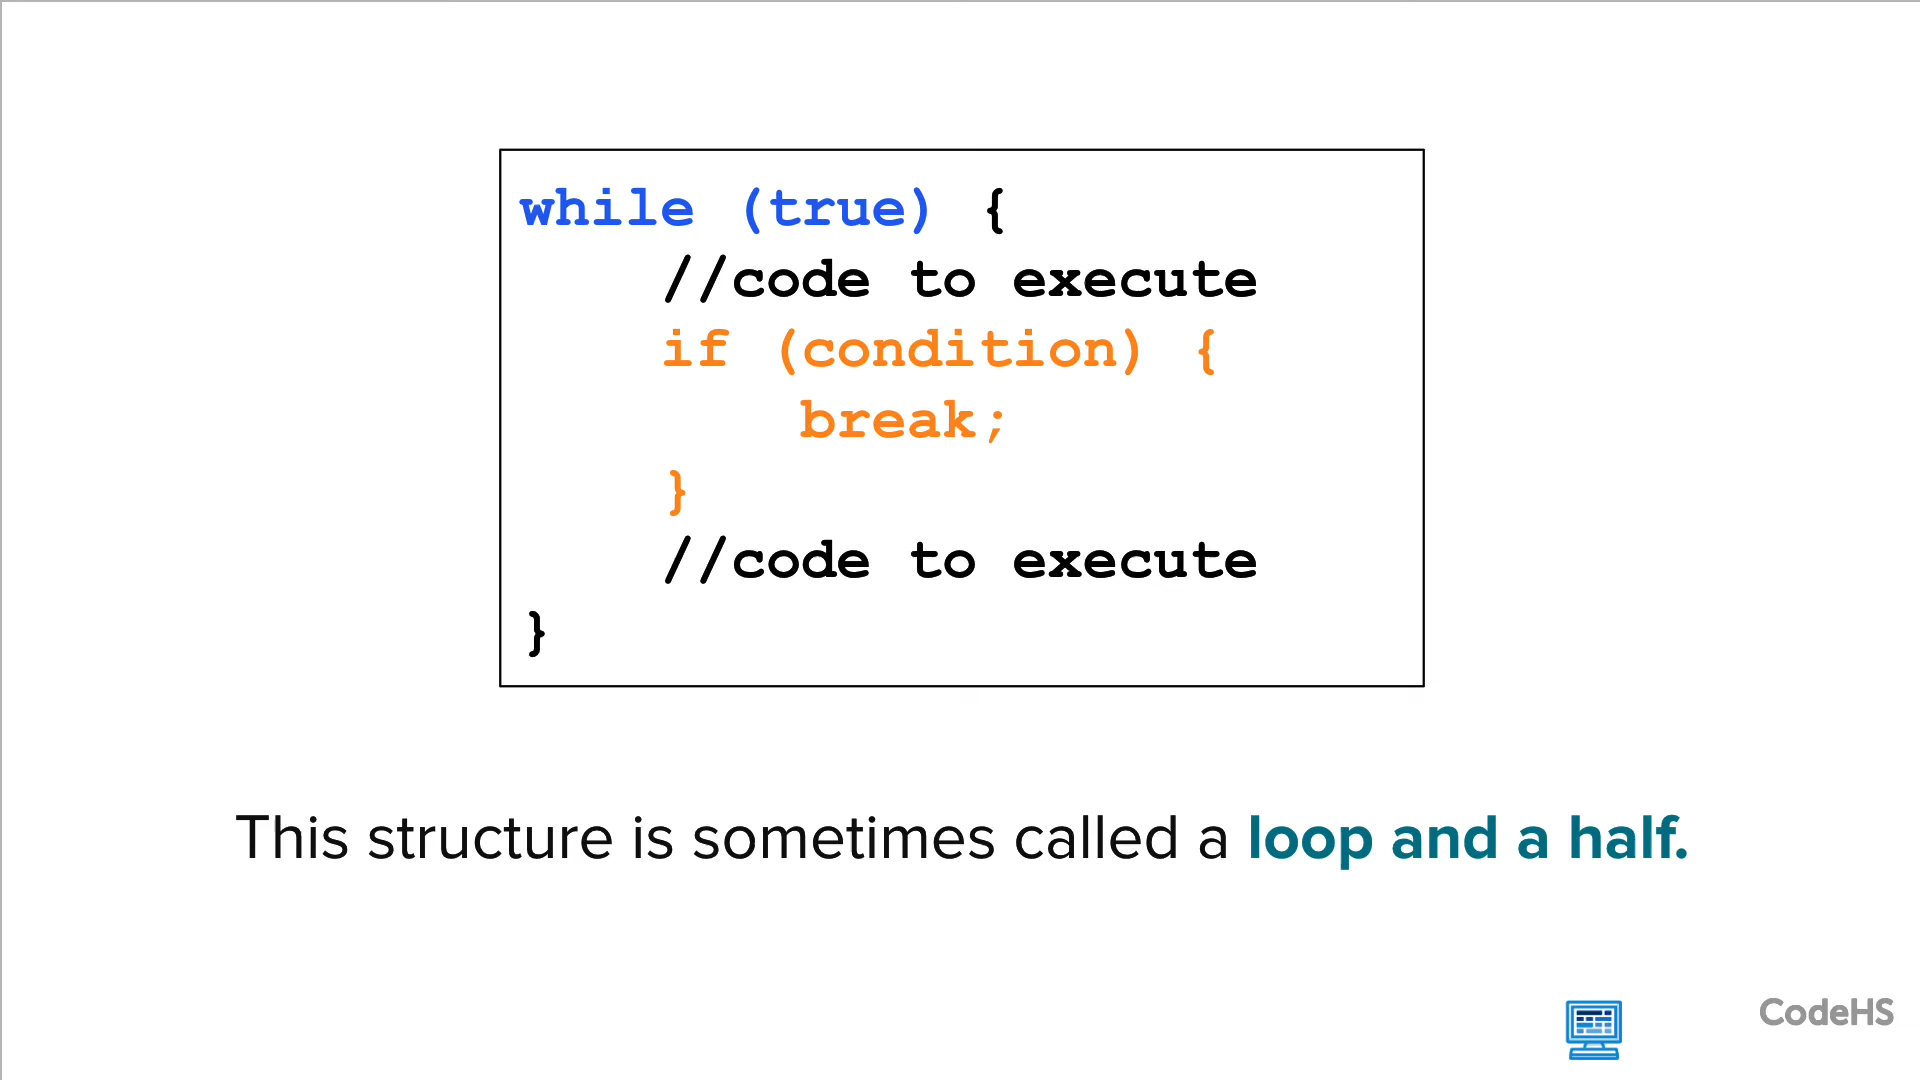 while (true) {
//code to execute
if (condition) {
break;
}
//code to execute
}
This structure is sometimes called a loop and a half.
CodeHS